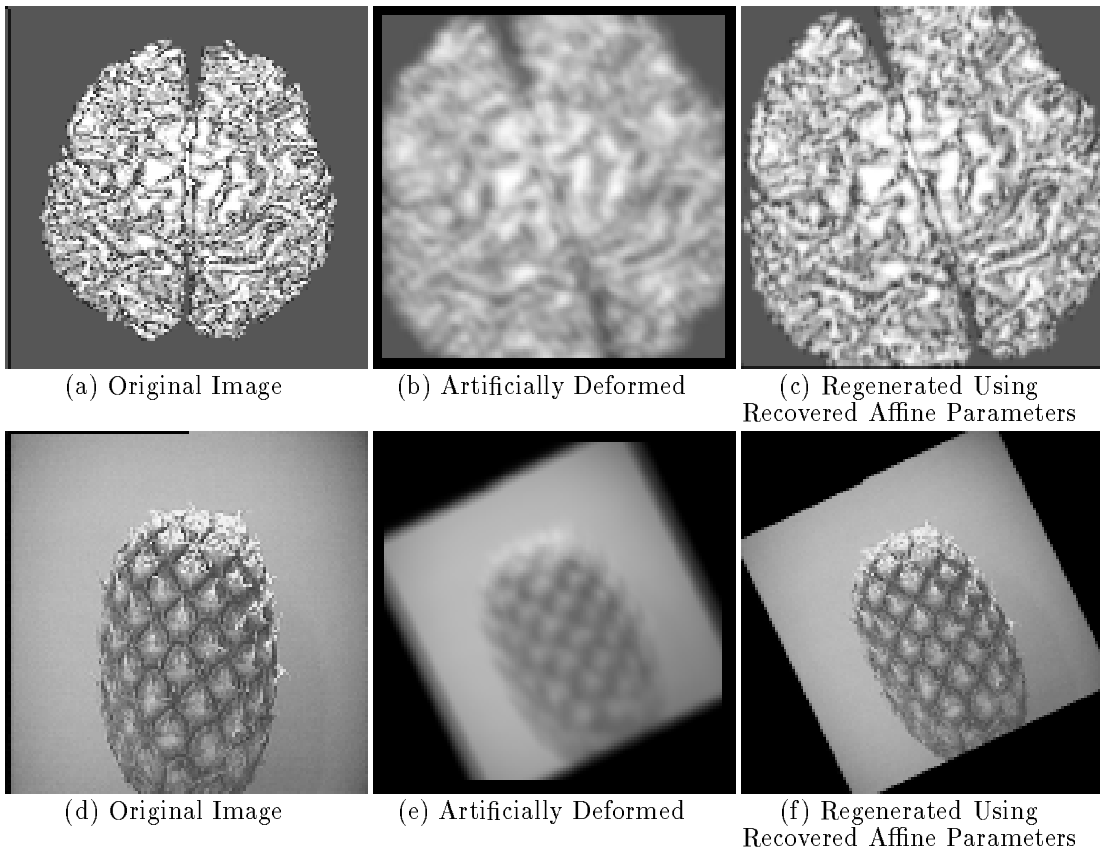 (a) Original Image
(b) Artificially Deformed
(c) Regenerated Using
Recovered Affine Parameters
(d) Original Image
(e) Artificially Deformed
(f) Regenerated Using
Recovered Affine Parameters